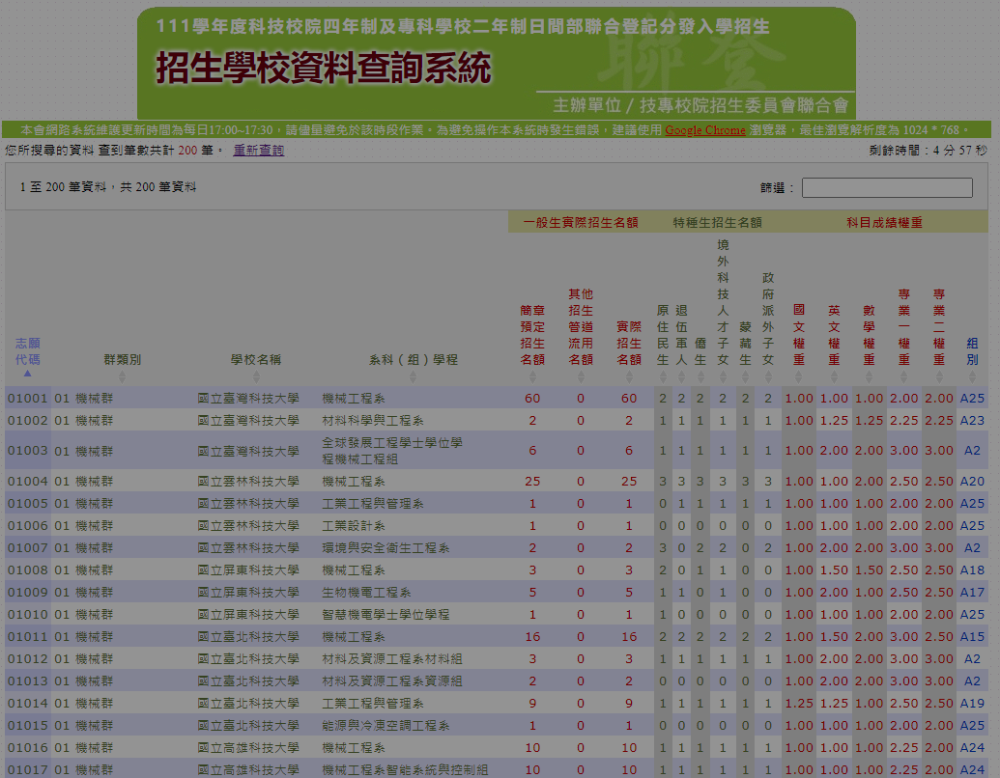 111學年度科技校院四年制及專科學校二年制日間部聯合登記分發入學招生
聯登
招生學校資料查詢系統
主辦單位 / 技專校院招生委員會聯合會
本會網路系統維護更新時間為每日17:00~17:30，請儘量避免於該時段作業。為避免操作本系統時發生錯誤，建議使用 Google Chrome 瀏覽器，最佳瀏覽解析度為 1024 * 768。
您所搜尋的資料 查到筆數共計 200 筆。 重新查詢 剩餘時間：4 分 57 秒
1 至 200 筆資料，共 200 筆資料 篩選：
一般生實際招生名額 特種生招生名額 科目成績權重
志願代碼 群類別 學校名稱 系科（組）學程 簡章預定招生名額 其他招生管道流用名額 實際招生名額 原住民生 退伍軍人 僑生 境外科技人才子女 蒙藏生 政府派外子女 國文權重 英文權重 數學權重 專業一權重 專業二權重 組別
01001 01 機械群 國立臺灣科技大學 機械工程系 60 0 60 2 2 2 2 2 2 1.00 1.00 1.00 2.00 2.00 A25
01002 01 機械群 國立臺灣科技大學 材料科學與工程系 2 0 2 1 1 1 1 1 1 1.00 1.25 1.25 2.25 2.25 A23
01003 01 機械群 國立臺灣科技大學 全球發展工程學士學位學程機械工程組 6 0 6 1 1 1 1 1 1 1.00 2.00 2.00 3.00 3.00 A2
01004 01 機械群 國立雲林科技大學 機械工程系 25 0 25 3 3 3 3 3 3 1.00 1.00 2.00 2.50 2.50 A20
01005 01 機械群 國立雲林科技大學 工業工程與管理系 1 0 1 0 1 1 1 1 1 1.00 1.00 1.00 2.00 2.00 A25
01006 01 機械群 國立雲林科技大學 工業設計系 1 0 1 0 0 0 0 0 0 1.00 1.00 1.00 2.00 2.00 A25
01007 01 機械群 國立雲林科技大學 環境與安全衛生工程系 2 0 2 3 0 2 2 0 2 1.00 2.00 2.00 3.00 3.00 A2
01008 01 機械群 國立屏東科技大學 機械工程系 3 0 3 2 0 1 1 0 0 1.00 1.50 1.50 2.50 2.50 A18
01009 01 機械群 國立屏東科技大學 生物機電工程系 5 0 5 1 1 0 1 0 0 1.00 2.00 1.00 2.50 2.50 A17
01010 01 機械群 國立屏東科技大學 智慧機電學士學位學程 1 0 1 1 0 0 0 0 0 1.00 1.00 1.00 2.00 2.00 A25
01011 01 機械群 國立臺北科技大學 機械工程系 16 0 16 2 2 2 2 2 2 1.00 1.50 2.00 3.00 2.50 A15
01012 01 機械群 國立臺北科技大學 材料及資源工程系材料組 3 0 3 1 1 1 1 1 1 1.00 2.00 2.00 3.00 3.00 A2
01013 01 機械群 國立臺北科技大學 材料及資源工程系資源組 2 0 2 0 0 0 0 0 0 1.00 2.00 2.00 3.00 3.00 A2
01014 01 機械群 國立臺北科技大學 工業工程與管理系 9 0 9 1 1 1 1 1 1 1.25 1.25 1.00 2.50 2.50 A19
01015 01 機械群 國立臺北科技大學 能源與冷凍空調工程系 1 0 1 0 0 0 0 0 0 1.00 1.00 1.00 2.00 2.00 A25
01016 01 機械群 國立高雄科技大學 機械工程系 10 0 10 1 1 1 1 1 1 1.00 1.00 1.00 2.25 2.00 A24
01017 01 機械群 國立高雄科技大學 機械工程系智能系統與控制組 10 0 10 1 1 1 1 1 1 1.00 1.00 1.00 2.25 2.00 A24